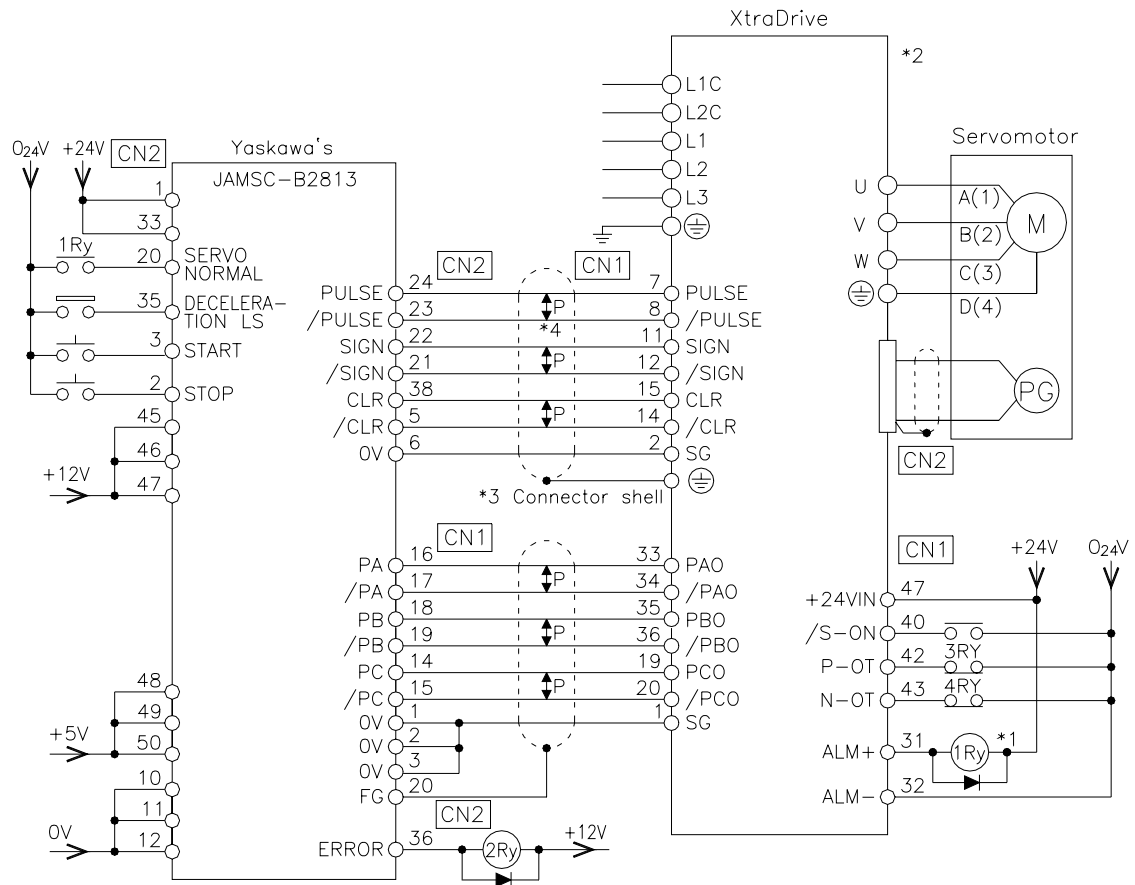 XtraDrive
*2
L1C
L2C
L1
L2
L3
Servomotor
U
V
W
A(1)
B(2)
C(3)
D(4)
M
PG
CN2
024V
+24V
CN2
Yaskawa's
JAMSC-B2813
1
33
1Ry
20
SERVO
NORMAL
35
DECELERA-
TION LS
3
START
2
STOP
45
46
+12V
47
48
49
+5V
50
10
11
0V
12
CN2
CN1
PULSE 24 7 PULSE
P
/PULSE 23 8 /PULSE
*4
SIGN 22 11 SIGN
P
/SIGN 21 12 /SIGN
CLR 38 15 CLR
P
/CLR 5 14 /CLR
0V 6 2 SG
*3 Connector shell
CN1
PA 16 33 PAO
P
/PA 17 34 /PAO
PB 18 35 PBO
P
/PB 19 36 /PBO
PC 14 19 PCO
P
/PC 15 20 /PCO
0V 1 1 SG
0V 2
0V 3
FG 20
CN2
ERROR 36
2Ry
+12V
CN1
+24V
024V
+24VIN 47
/S-ON 40
P-OT 42 3RY
N-OT 43 4RY
ALM+ 31 1Ry *1
ALM- 32